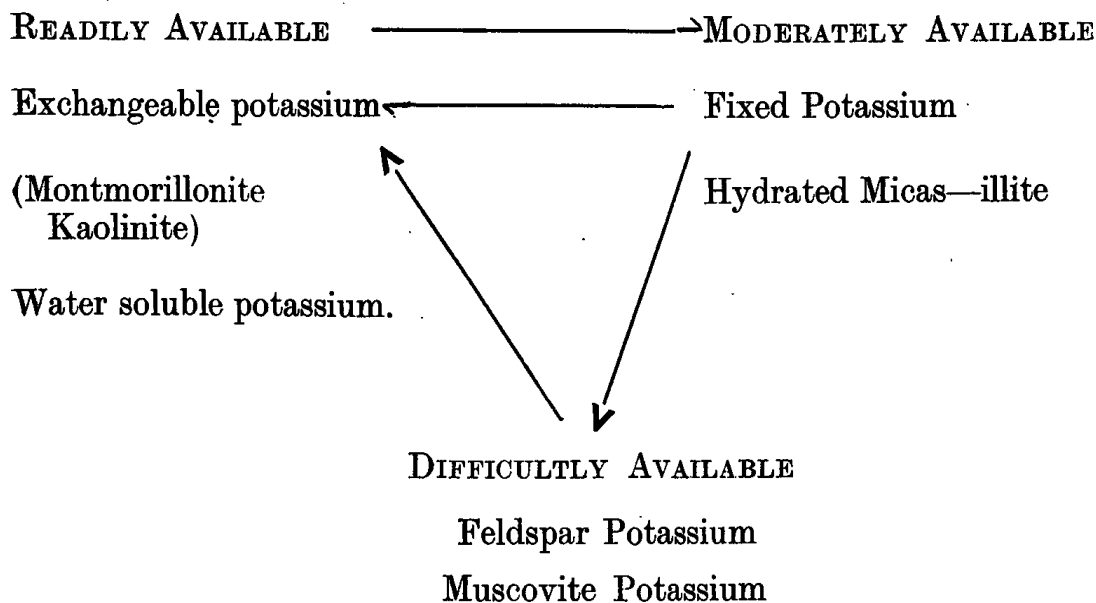 READILY AVAILABLE
MODERATELY AVAILABLE
Exchangeable potassium
Fixed Potassium
(Montmorillonite
Kaolinite)
Hydrated Micas—illite
Water soluble potassium.
DIFFICULTLY AVAILABLE
Feldspar Potassium
Muscovite Potassium